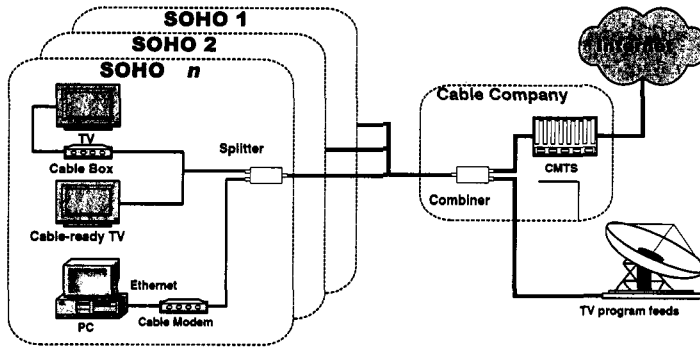 SOHO 1
SOHO 2
SOHO n
TV
Cable Box
Cable-ready TV
Splitter
Ethernet
PC
Cable Modem
Cable Company
CMTS
Combiner
Internet
TV program feeds